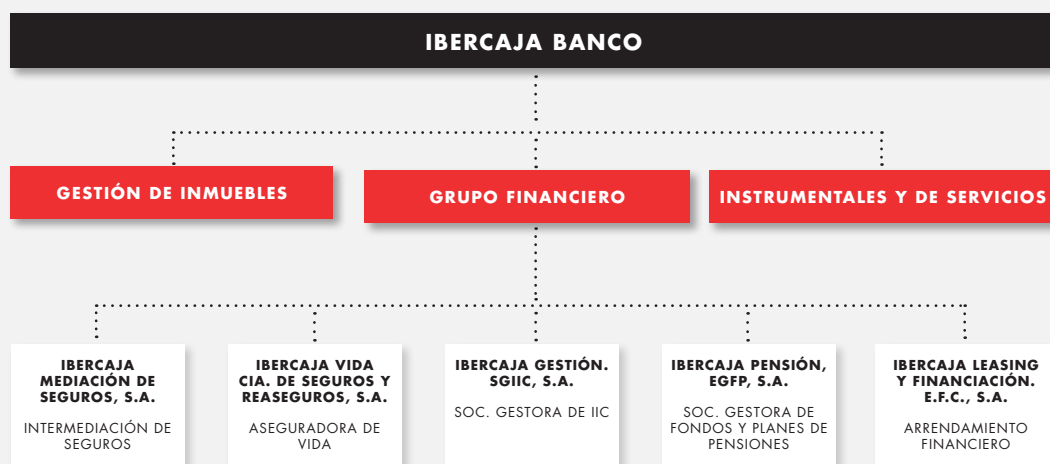 IBERCAJA BANCO
GESTIÓN DE INMUEBLES
GRUPO FINANCIERO
INSTRUMENTALES Y DE SERVICIOS
IBERCAJA
MEDIACIÓN DE
SEGUROS, S.A.
INTERMEDIACIÓN DE
SEGUROS
IBERCAJA VIDA
CIA. DE SEGUROS Y
REASEGUROS, S.A.
ASEGURADORA DE
VIDA
IBERCAJA GESTIÓN.
SGIIC, S.A.
SOC. GESTORA DE IIC
IBERCAJA PENSIÓN,
EGFP, S.A.
SOC. GESTORA DE
FONDOS Y PLANES DE
PENSIONES
IBERCAJA LEASING
Y FINANCIACIÓN.
E.F.C., S.A.
ARRENDAMIENTO
FINANCIERO